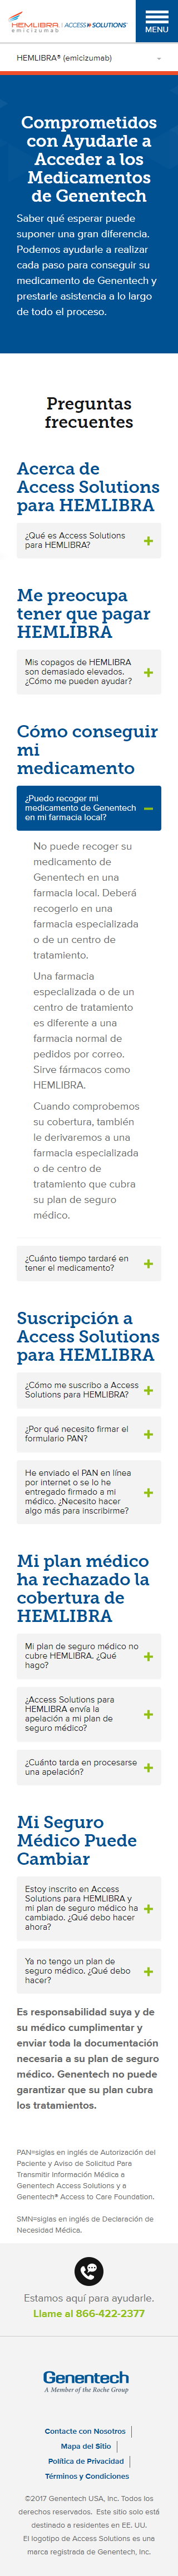 HEMLIBRA®
emicizumab
ACCESS SOLUTIONS®
MENU
HEMLIBRA® (emicizumab)
Comprometidos
con Ayudarle a
Acceder a los
Medicamentos
de Genentech
Saber qué esperar puede
suponer una gran diferencia.
Podemos ayudarle a realizar
cada paso para conseguir su
medicamento de Genentech y
prestarle asistencia a lo largo
de todo el proceso.
Preguntas
frecuentes
Acerca de
Access Solutions
para HEMLIBRA
¿Qué es Access Solutions
para HEMLIBRA?
Me preocupa
tener que pagar
HEMLIBRA
Mis copagos de HEMLIBRA
son demasiado elevados.
¿Cómo me pueden ayudar?
Cómo conseguir
mi
medicamento
¿Puedo recoger mi
medicamento de Genentech
en mi farmacia local?
No puede recoger su
medicamento de
Genentech en una
farmacia local. Deberá
recogerlo en una
farmacia especializada
o de un centro de
tratamiento.
Una farmacia
especializada o de un
centro de tratamiento
es diferente a una
farmacia normal de
pedidos por correo.
Sirve fármacos como
HEMLIBRA.
Cuando comprobemos
su cobertura, también
le derivaremos a una
farmacia especializada
o de centro de
tratamiento que cubra
su plan de seguro
médico.
¿Cuánto tiempo tardaré en
tener el medicamento?
Suscripción a
Access Solutions
para HEMLIBRA
¿Cómo me suscribo a Access
Solutions para HEMLIBRA?
¿Por qué necesito firmar el
formulario PAN?
He enviado el PAN en línea
por internet o se lo he
entregado firmado a mi
médico. ¿Necesito hacer
algo más para inscribirme?
Mi plan médico
ha rechazado la
cobertura de
HEMLIBRA
Mi plan de seguro médico no
cubre HEMLIBRA. ¿Qué
hago?
¿Access Solutions para
HEMLIBRA envía la
apelación a mi plan de
seguro médico?
¿Cuánto tarda en procesarse
una apelación?
Mi Seguro
Médico Puede
Cambiar
Estoy inscrito en Access
Solutions para HEMLIBRA y
mi plan de seguro médico ha
cambiado. ¿Qué debo hacer
ahora?
Ya no tengo un plan de
seguro médico. ¿Qué debo
hacer?
Es responsabilidad suya y de
su médico cumplimentar y
enviar toda la documentación
necesaria a su plan de seguro
médico. Genentech no puede
garantizar que su plan cubra
los tratamientos.
PAN=siglas en inglés de Autorización del
Paciente y Aviso de Solicitud Para
Transmitir Información Médica a
Genentech Access Solutions y a
Genentech® Access to Care Foundation.
SMN=siglas en inglés de Declaración de
Necesidad Médica.
Estamos aquí para ayudarle.
Llame al 866-422-2377
Genentech
A Member of the Roche Group
Contacte con Nosotros
Mapa del Sitio
Política de Privacidad
Términos y Condiciones
©2017 Genentech USA, Inc. Todos los
derechos reservados. Este sitio solo está
destinado a residentes en EE. UU.
El logotipo de Access Solutions es una
marca registrada de Genentech, Inc.